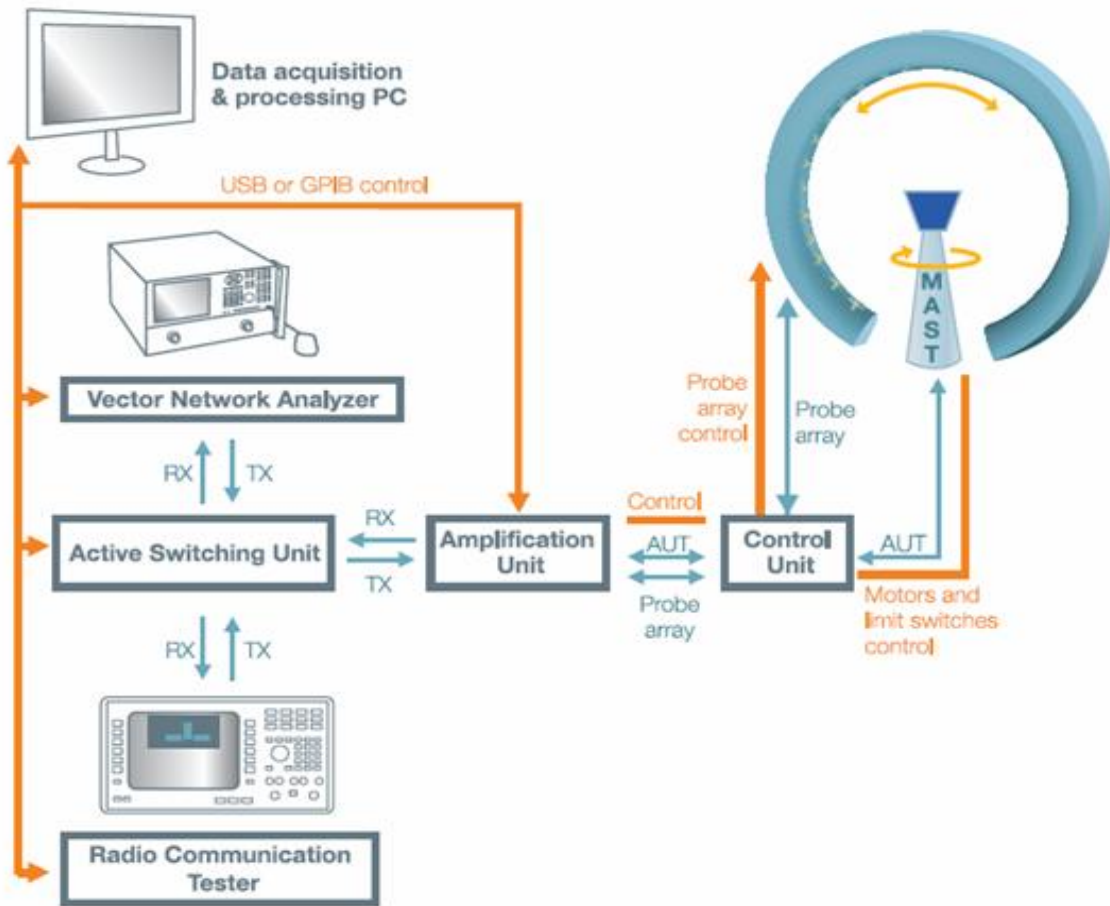 Data acquisition
& processing PC
USB or GPIB control
Vector Network Analyzer
RX
TX
Active Switching Unit
RX
TX
Amplification
Unit
Control
AUT
Probe
array
Control
Unit
Probe
array
control
Probe
array
MAST
AUT
Motors and
limit switches
control
RX
TX
Radio Communication
Tester